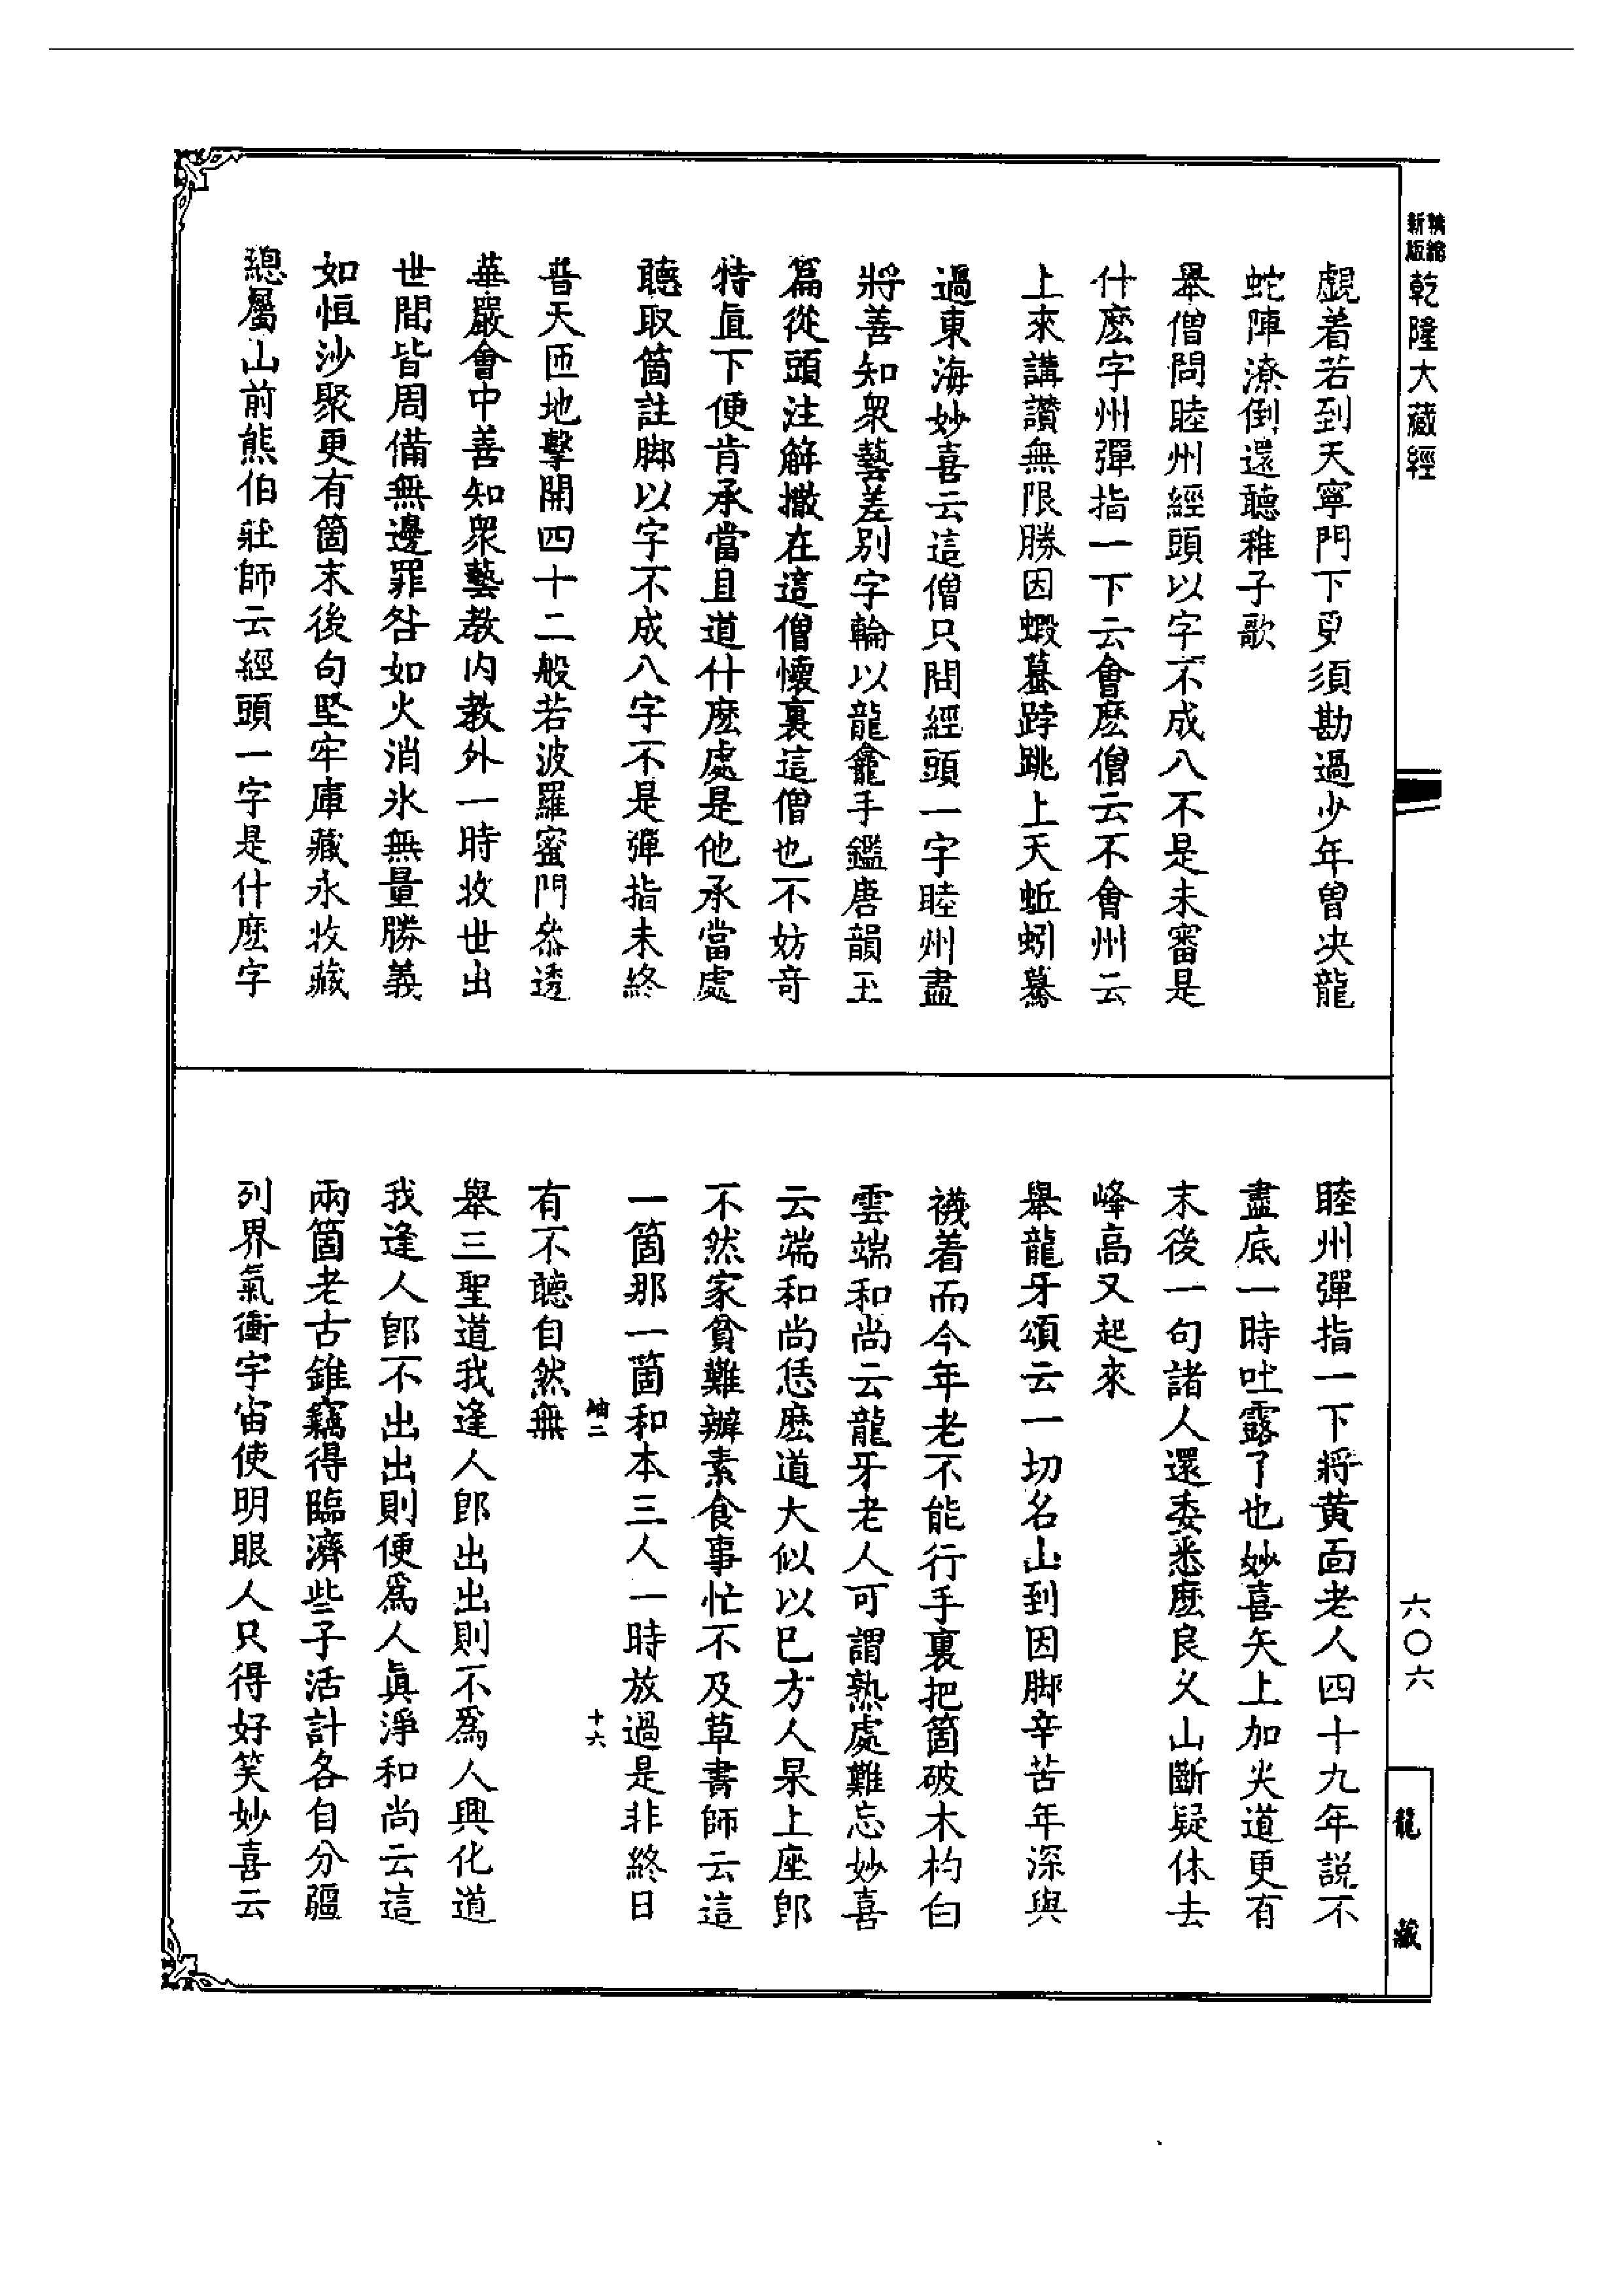 新版
精縮
乾隆大藏經
覷着若到天寧門下更須勘過少年曾決龍
蛇陣潦倒還聽稚子歌
舉僧問睦州經頭以字不成八不是未審是
什麽字州彈指一下云會麽僧云不會州云
上來講讚無限勝因蝦蟇跨跳上天蚯蚓驀
過東海妙喜云這僧只問經頭一字睦州盡
將善知衆藝差別字輪以龍龕手鑑唐韻玉
篇從頭注解撒在這僧懷裏這僧也不妨奇
特直下便肯承當且道什麽處是他承當處
聽取箇註脚以字不成八字不是彈指未終
普天匝地擊開四十二般若波羅蜜門叅透
華嚴會中善知衆藝教内教外一時收世出
世間皆周備無邊罪咎如火消氷無量勝義
如恒沙聚更有箇末後句堅牢庫藏永收藏
總屬山前熊伯莊師云經頭一字是什麽字
睦州彈指一下將黄面老人四十九年説不
盡底一時吐露了也妙喜矢上加尖道更有
末後一句諸人還委悉麽良久山斷疑休去
峰高又起來
舉龍牙頌云一切名山到因脚辛苦年深與
襪着而今年老不能行手裏把箇破木杓白
雲端和尚云龍牙老人可謂熟處難忘妙喜
云端和尚恁麽道大似以已方人杲上座卽
不然家貧難辦素食事忙不及草書師云這
一箇那一箇和本三人一時放過是非終日
岫二
十六
有不聽自然無
舉三聖道我逢人卽出出則不爲人興化道
我逢人卽不出出則便爲人眞淨和尚云這
兩箇老古錐竊得臨濟些子活計各自分疆
列界氣衝宇宙使明眼人只得好笑妙喜云
六〇六
龍
藏